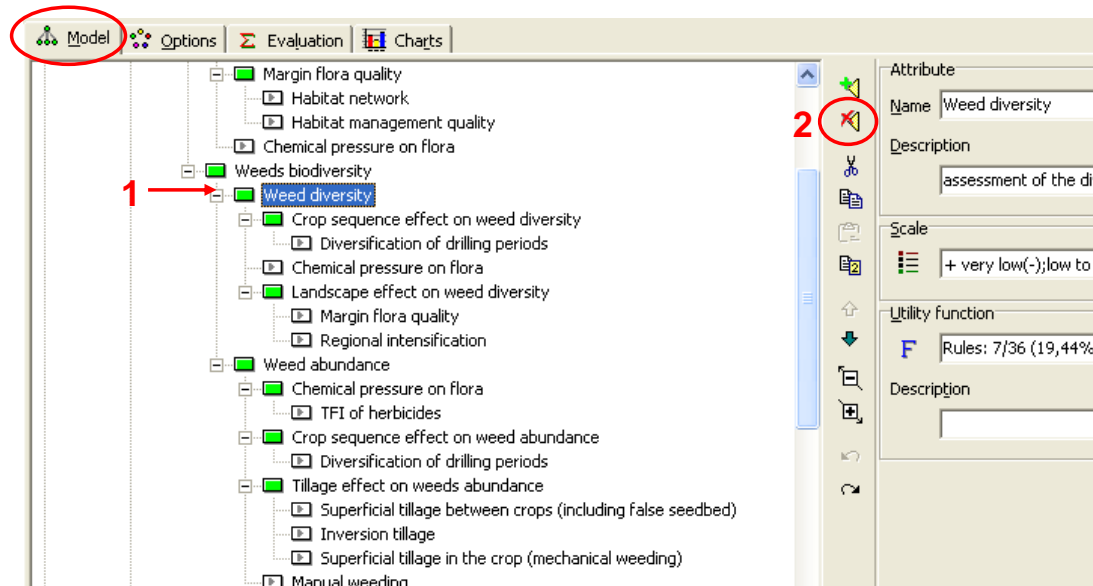 Model Options Σ Evaluation Charts
Margin flora quality
Habitat network
Habitat management quality
Chemical pressure on flora
Weeds biodiversity
1 Weed diversity
Crop sequence effect on weed diversity
Diversification of drilling periods
Chemical pressure on flora
Landscape effect on weed diversity
Margin flora quality
Regional intensification
Weed abundance
Chemical pressure on flora
TFI of herbicides
Crop sequence effect on weed abundance
Diversification of drilling periods
Tillage effect on weeds abundance
Superficial tillage between crops (including false seedbed)
Inversion tillage
Superficial tillage in the crop (mechanical weeding)
Manual weeding
2
2
Attribute
Name Weed diversity
Description
assessment of the di
Scale
+ very low(-);low to
Utility function
F Rules: 7/36 (19,44%
Description